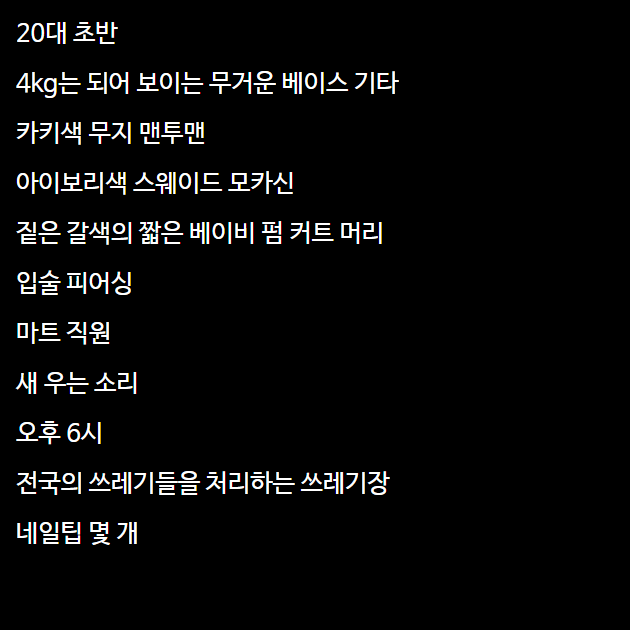 20대 초반
4kg는 되어 보이는 무거운 베이스 기타
카키색 무지 맨투맨
아이보리색 스웨이드 모카신
짙은 갈색의 짧은 베이비 펌 커트 머리
입술 피어싱
마트 직원
새 우는 소리
오후 6시
전국의 쓰레기들을 처리하는 쓰레기장
네일팁 몇 개